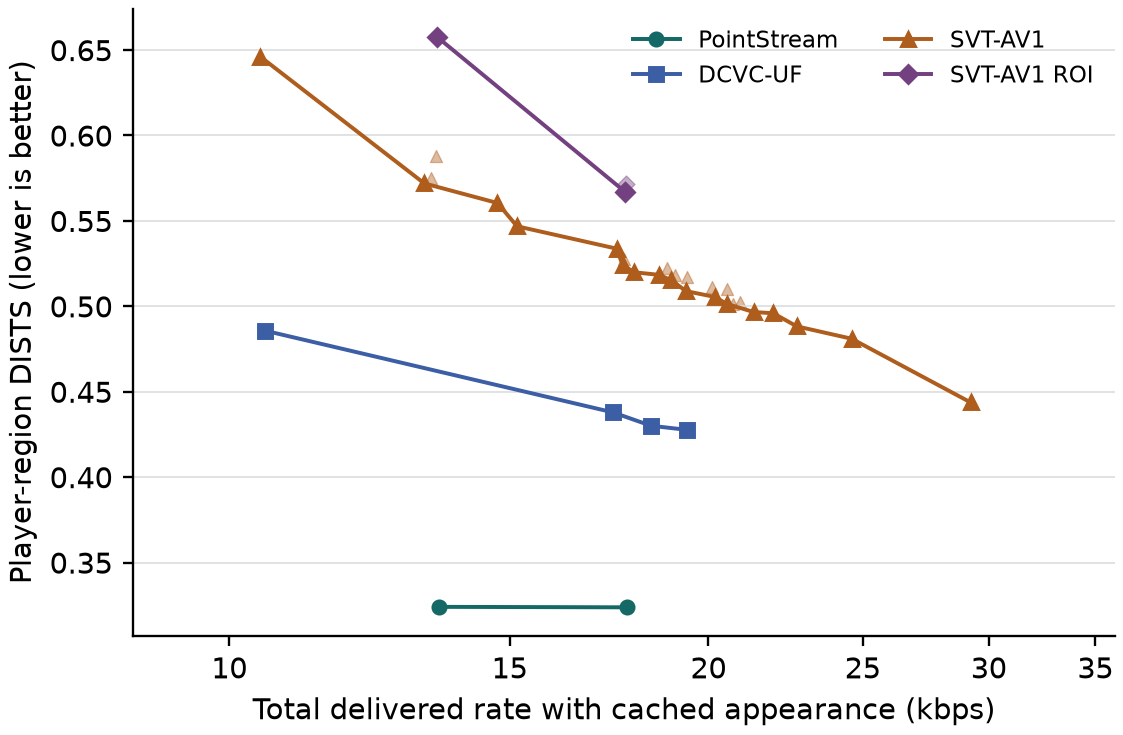 PointStream
DCVC-UF
SVT-AV1
SVT-AV1 ROI
Player-region DISTS (lower is better)
0.65
0.60
0.55
0.50
0.45
0.40
0.35
10 15 20 25 30 35
Total delivered rate with cached appearance (kbps)